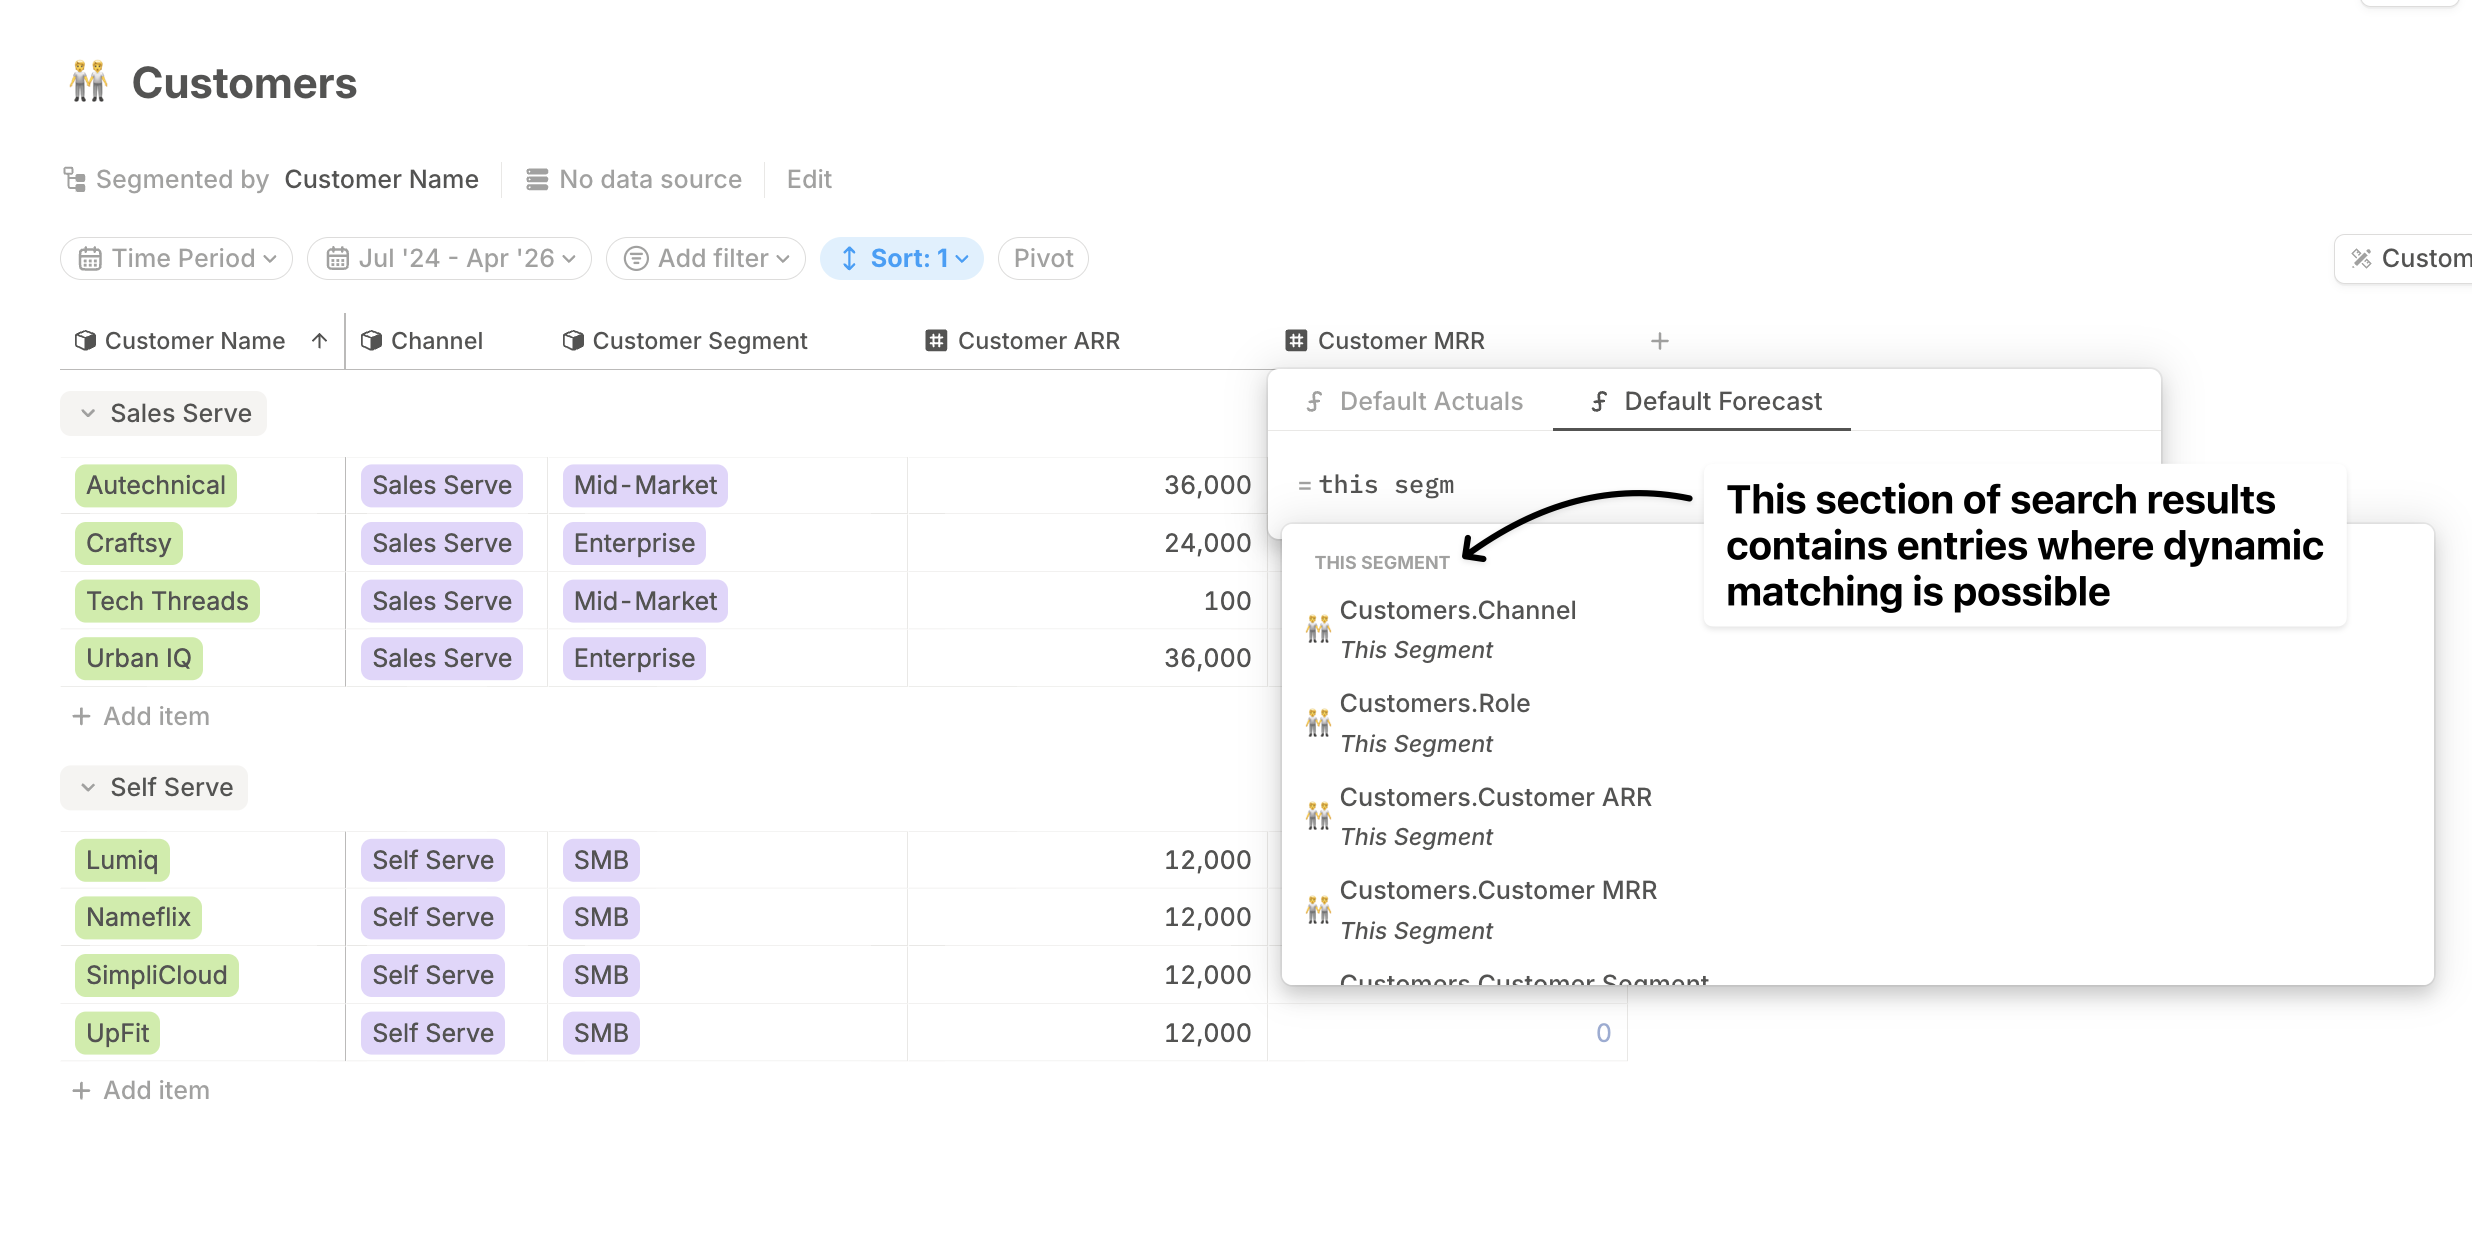 Customers
Segmented by Customer Name No data source Edit
Time Period Jul '24 - Apr '26 Add filter Sort: 1 Pivot Custom
Customer Name Channel Customer Segment Customer ARR Customer MRR
Default Actuals Default Forecast
Sales Serve
Autechnical Sales Serve Mid-Market 36,000
= this segm
This section of search results
contains entries where dynamic
matching is possible
Craftsy Sales Serve Enterprise 24,000
THIS SEGMENT
Tech Threads Sales Serve Mid-Market 100
Customers.Channel
This Segment
Urban IQ Sales Serve Enterprise 36,000
Customers.Role
This Segment
+ Add item
Self Serve
Customers.Customer ARR
This Segment
Lumiq Self Serve SMB 12,000
Customers.Customer MRR
This Segment
Nameflix Self Serve SMB 12,000
SimpliCloud Self Serve SMB 12,000
Customers.Customer Segment
UpFit Self Serve SMB 12,000 0
+ Add item